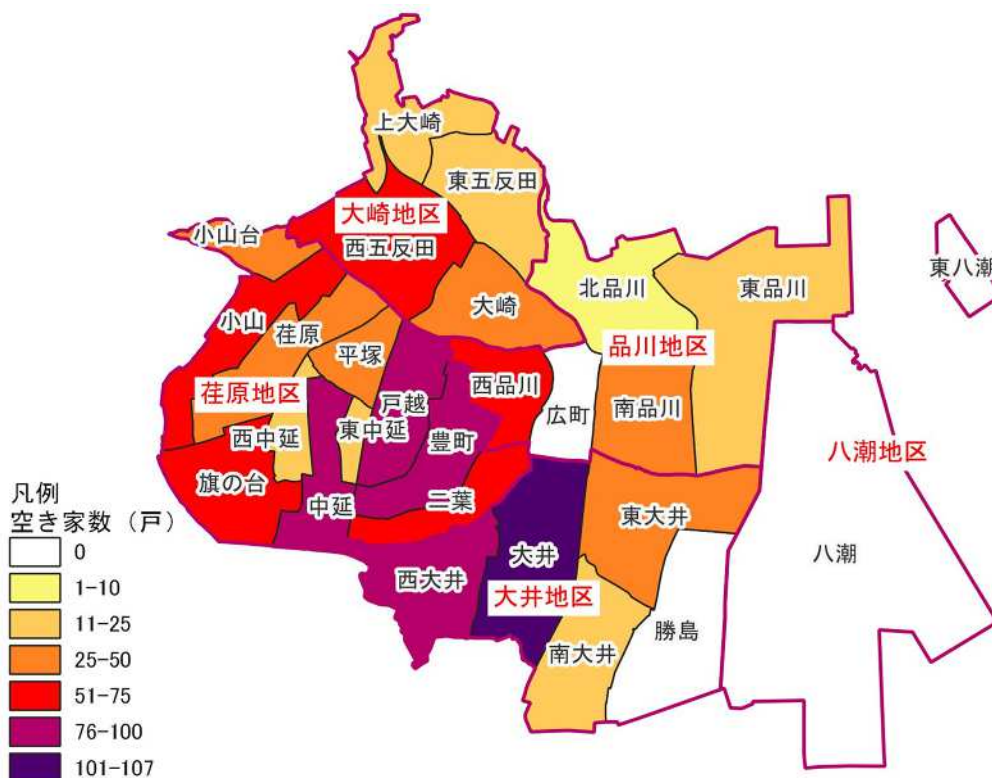 上大崎
東五反田
大崎地区
小山台
西五反田
東八潮
北品川
東品川
大崎
小山
荏原
平塚
品川地区
荏原地区
西品川
戸越
広町
南品川
東中延
西中延
豊町
八潮地区
旗の台
中延
二葉
東大井
大井
八潮
西大井
大井地区
勝島
南大井
凡例
空き家数（戸）
0
1-10
11-25
25-50
51-75
76-100
101-107